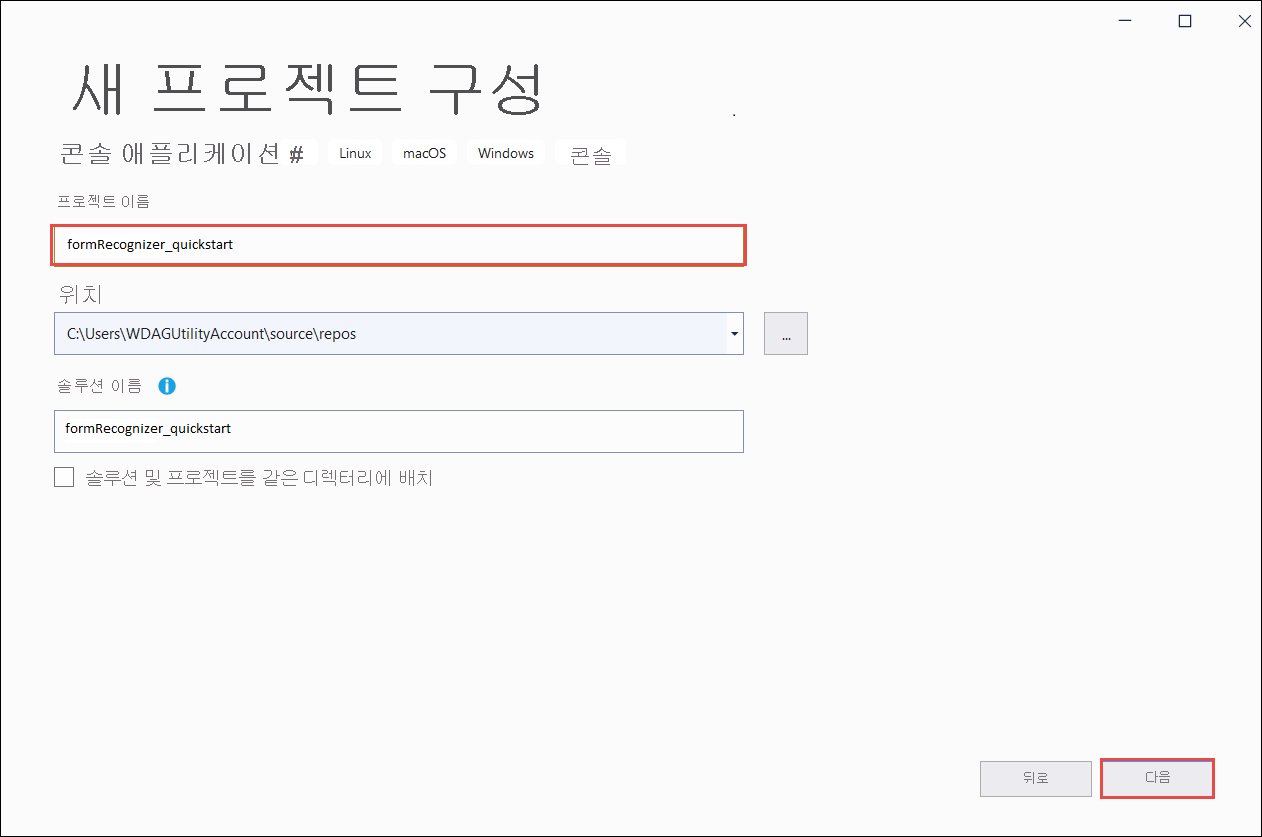 새 프로젝트 구성
콘솔 애플리케이션 # Linux macOS Windows 콘솔
프로젝트 이름
formRecognizer_quickstart
위치
C:\Users\WDAGUtilityAccount\source\repos
...
솔루션 이름
formRecognizer_quickstart
솔루션 및 프로젝트를 같은 디렉터리에 배치
뒤로 다음